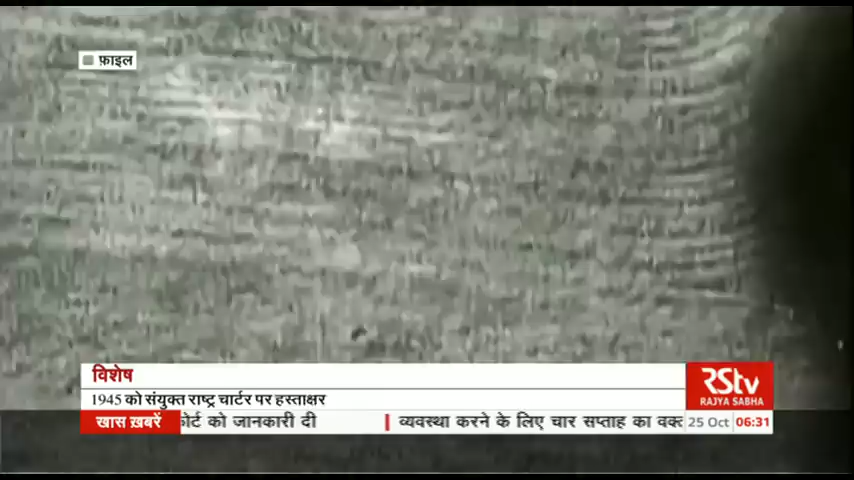 फ़ाइल
विशेष
1945 को संयुक्त राष्ट्र चार्टर पर हस्ताक्षर
RStv
RAJYA SABHA
खास ख़बरें
कोर्ट को जानकारी दी | व्यवस्था करने के लिए चार सप्ताह का वक्त
25 Oct 06:31